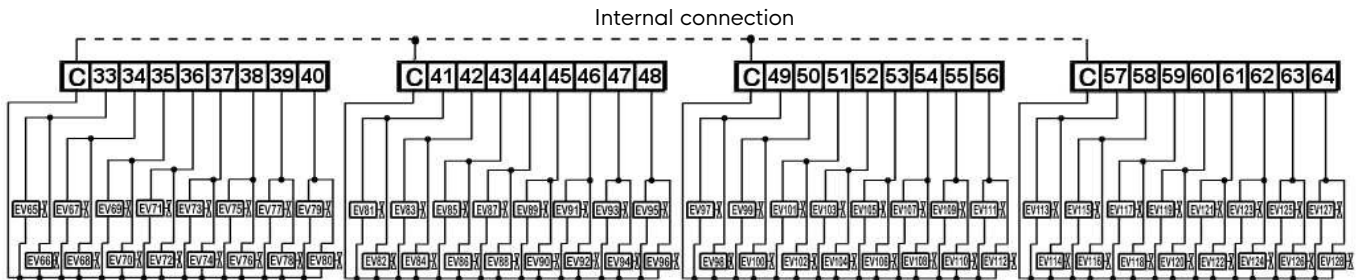 Internal connection
C 33 34 35 36 37 38 39 40 C 41 42 43 44 45 46 47 48 C 49 50 51 52 53 54 55 56 C 57 58 59 60 61 62 63 64
EV65 EV67 EV69 EV71 EV73 EV75 EV77 EV79 EV81 EV83 EV85 EV87 EV89 EV91 EV93 EV95 EV97 EV99 EV101 EV103 EV105 EV107 EV109 EV111 EV113 EV115 EV117 EV119 EV121 EV123 EV125 EV127
EV66 EV68 EV70 EV72 EV74 EV76 EV78 EV80 EV82 EV84 EV86 EV88 EV90 EV92 EV94 EV96 EV98 EV100 EV102 EV104 EV106 EV108 EV110 EV112 EV114 EV116 EV118 EV120 EV122 EV124 EV126 EV128